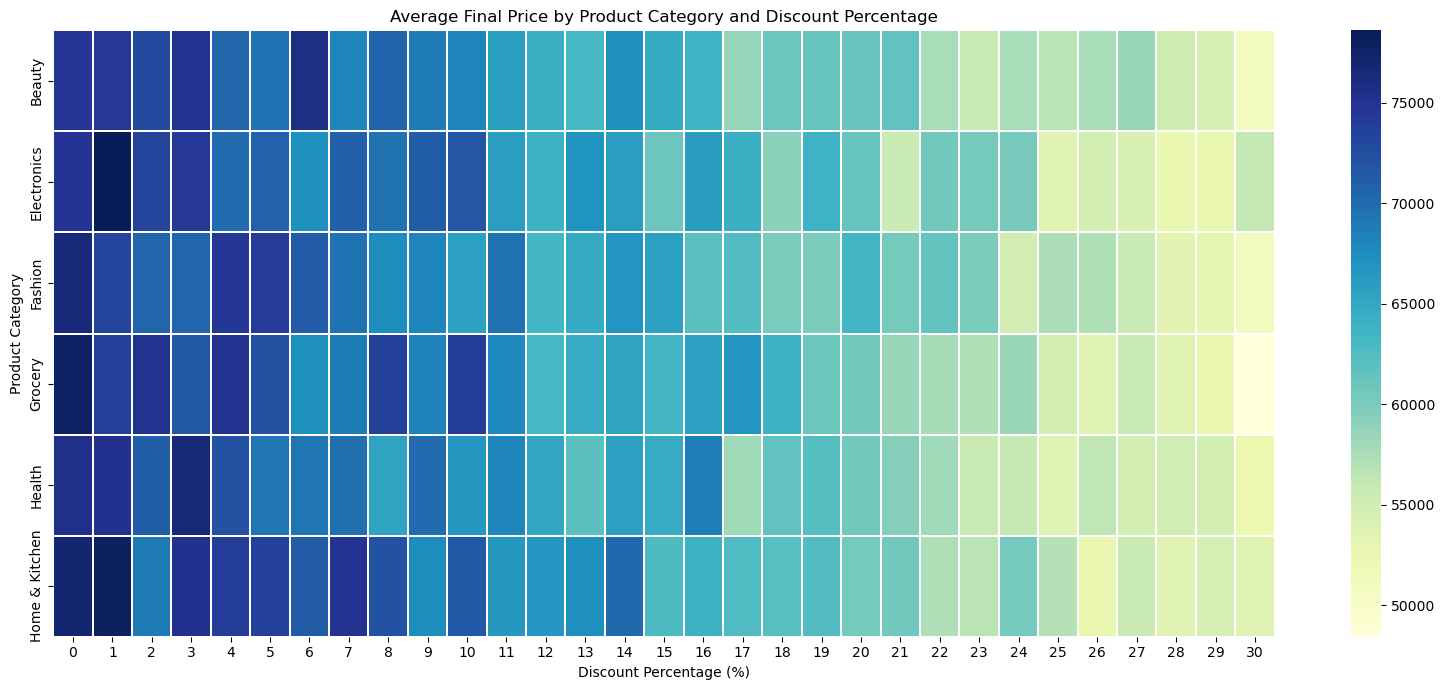 Average Final Price by Product Category and Discount Percentage
Product Category
Beauty
Electronics
Fashion
Grocery
Health
Home & Kitchen
0 1 2 3 4 5 6 7 8 9 10 11 12 13 14 15 16 17 18 19 20 21 22 23 24 25 26 27 28 29 30
Discount Percentage (%)
75000
70000
65000
60000
55000
50000